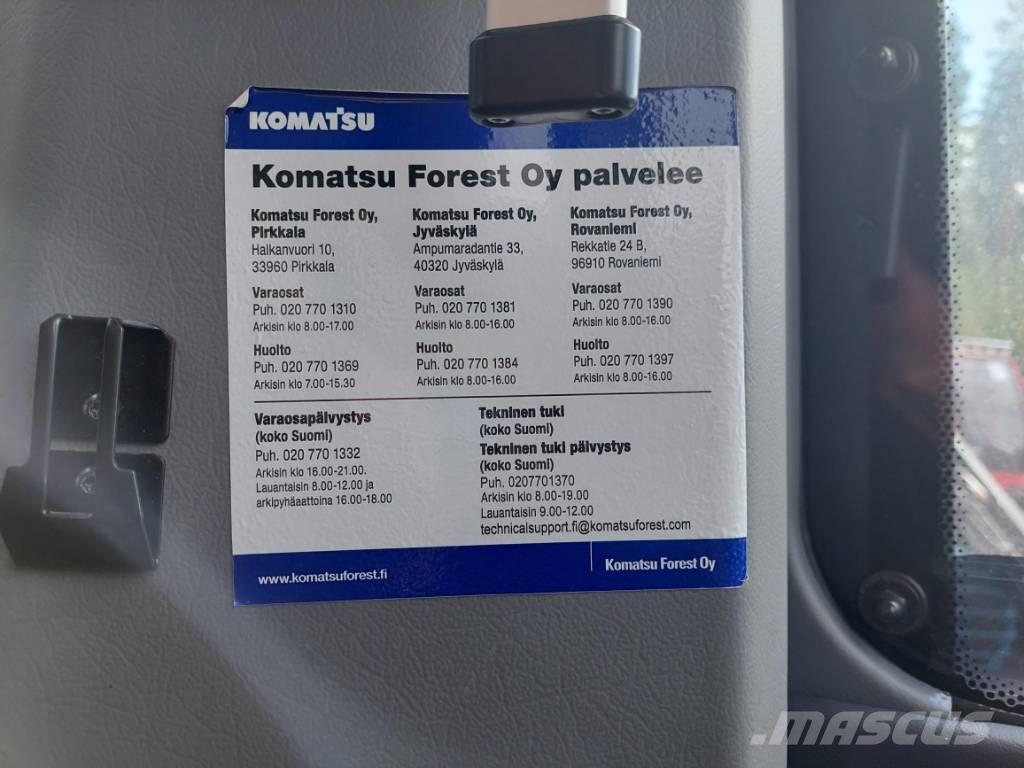 KOMATSU
Komatsu Forest Oy palvelee
Komatsu Forest Oy,
Pirkkala
Haikanvuori 10,
33960 Pirkkala
Varaosat
Puh. 020 770 1310
Arkisin klo 8.00-17.00
Huolto
Puh. 020 770 1369
Arkisin klo 7.00-15.30
Komatsu Forest Oy,
Jyväskylä
Ampumaradantie 33,
40320 Jyväskylä
Varaosat
Puh. 020 770 1381
Arkisin klo 8.00-16.00
Huolto
Puh. 020 770 1384
Arkisin klo 8.00-16.00
Komatsu Forest Oy,
Rovaniemi
Rekkatie 24 B,
96910 Rovaniemi
Varaosat
Puh. 020 770 1390
Arkisin klo 8.00-16.00
Huolto
Puh. 020 770 1397
Arkisin klo 8.00-16.00
Varaosapäivystys
(koko Suomi)
Puh. 020 770 1332
Arkisin klo 16.00-21.00.
Lauantaisin 8.00-12.00 ja
arkipyhäaattoina 16.00-18.00
Tekninen tuki
(koko Suomi)
Tekninen tuki päivystys
(koko Suomi)
Puh. 0207701370
Arkisin klo 8.00-19.00
Lauantaisin 9.00-12.00
technicalsupport.fi@komatsuforest.com
www.komatsuforest.fi
Komatsu Forest Oy
MASCUS